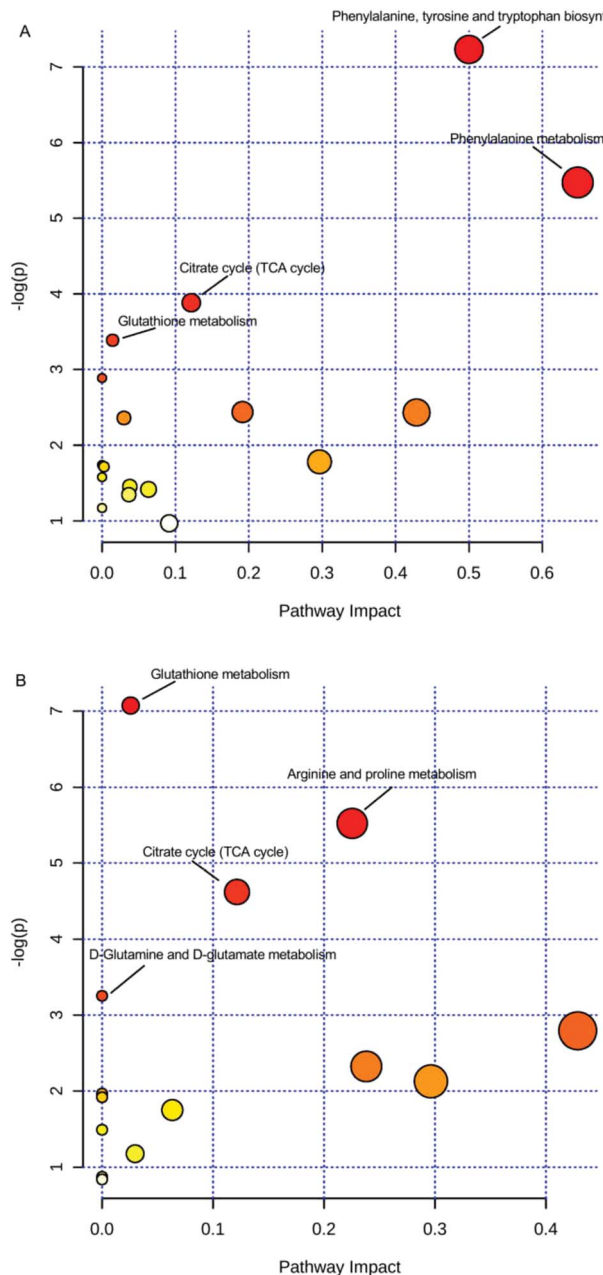 A
Phenylalanine, tyrosine and tryptophan biosynt
7
Phenylalanine metabolism
6
5
Citrate cycle (TCA cycle)
4
Glutathione metabolism
3
2
1
-log(p)
0.0 0.1 0.2 0.3 0.4 0.5 0.6
Pathway Impact
B
Glutathione metabolism
7
Arginine and proline metabolism
6
5
Citrate cycle (TCA cycle)
4
D-Glutamine and D-glutamate metabolism
3
2
1
-log(p)
0.0 0.1 0.2 0.3 0.4
Pathway Impact